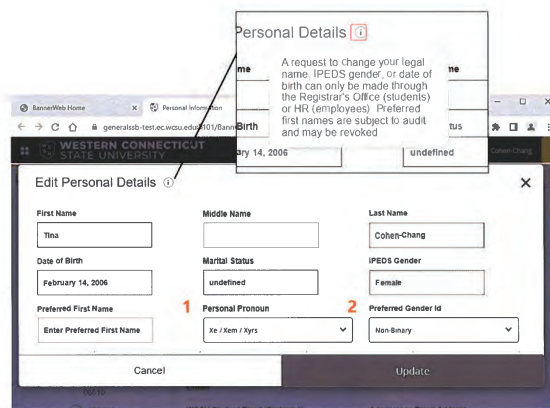 Personal Details
A request to change your legal
name, IPEDS gender, or date of
birth can only be made through
the Registrar's Office (students)
or HR (employees) Preferred
first names are subject to audit
and may be revoked
me
me
Birth
tus
ary 14, 2006
undefined
BannerWeb Home
Personal Information
generalssb-test.ec.wcsu.edu
101/Bann
WESTERN CONNECTICUT
STATE UNIVERSITY
Cohen-Chang
Edit Personal Details
First Name
Middle Name
Last Name
Tina
Cohen-Chang
Date of Birth
Marital Status
IPEDS Gender
February 14, 2006
undefined
Female
Preferred First Name
1 Personal Pronoun
2 Preferred Gender Id
Enter Preferred First Name
Xe / Xem / Xyrs
Non-Binary
Cancel
Update